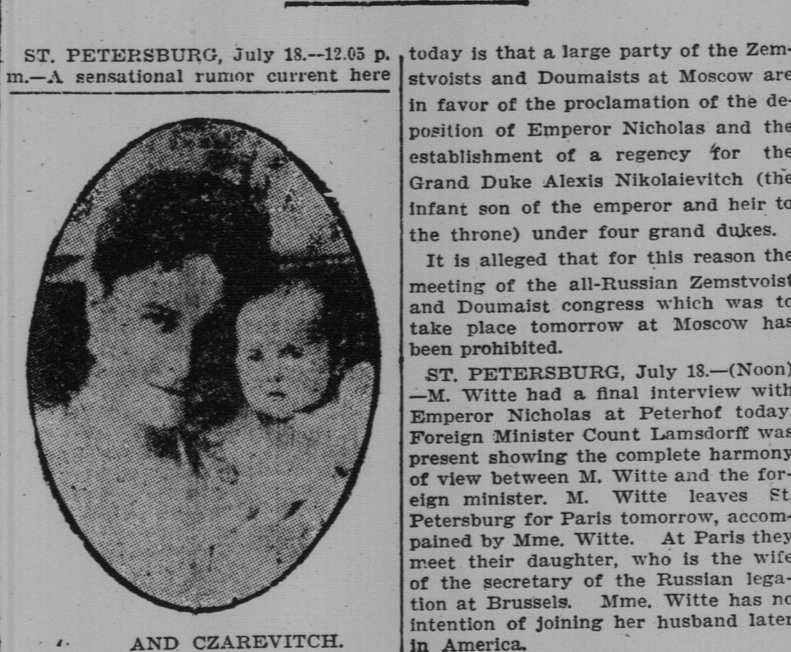 ST. PETERSBURG, July 18.--12.05 p.
m.—A sensational rumor current here
AND CZAREVITCH.
today is that a large party of the Zem-
stvoists and Doumaists at Moscow are
in favor of the proclamation of the de-
position of Emperor Nicholas and the
establishment of a regency for the
Grand Duke Alexis Nikolaievitch (the
infant son of the emperor and heir to
the throne) under four grand dukes.
It is alleged that for this reason the
meeting of the all-Russian Zemstvoist
and Doumaist congress which was to
take place tomorrow at Moscow has
been prohibited.
ST. PETERSBURG, July 18.—(Noon)
—M. Witte had a final interview with
Emperor Nicholas at Peterhof today.
Foreign Minister Count Lamsdorff was
present showing the complete harmony
of view between M. Witte and the for-
eign minister. M. Witte leaves St.
Petersburg for Paris tomorrow, accom-
pained by Mme. Witte. At Paris they
meet their daughter, who is the wife
of the secretary of the Russian lega-
tion at Brussels. Mme. Witte has no
intention of joining her husband later
in America.